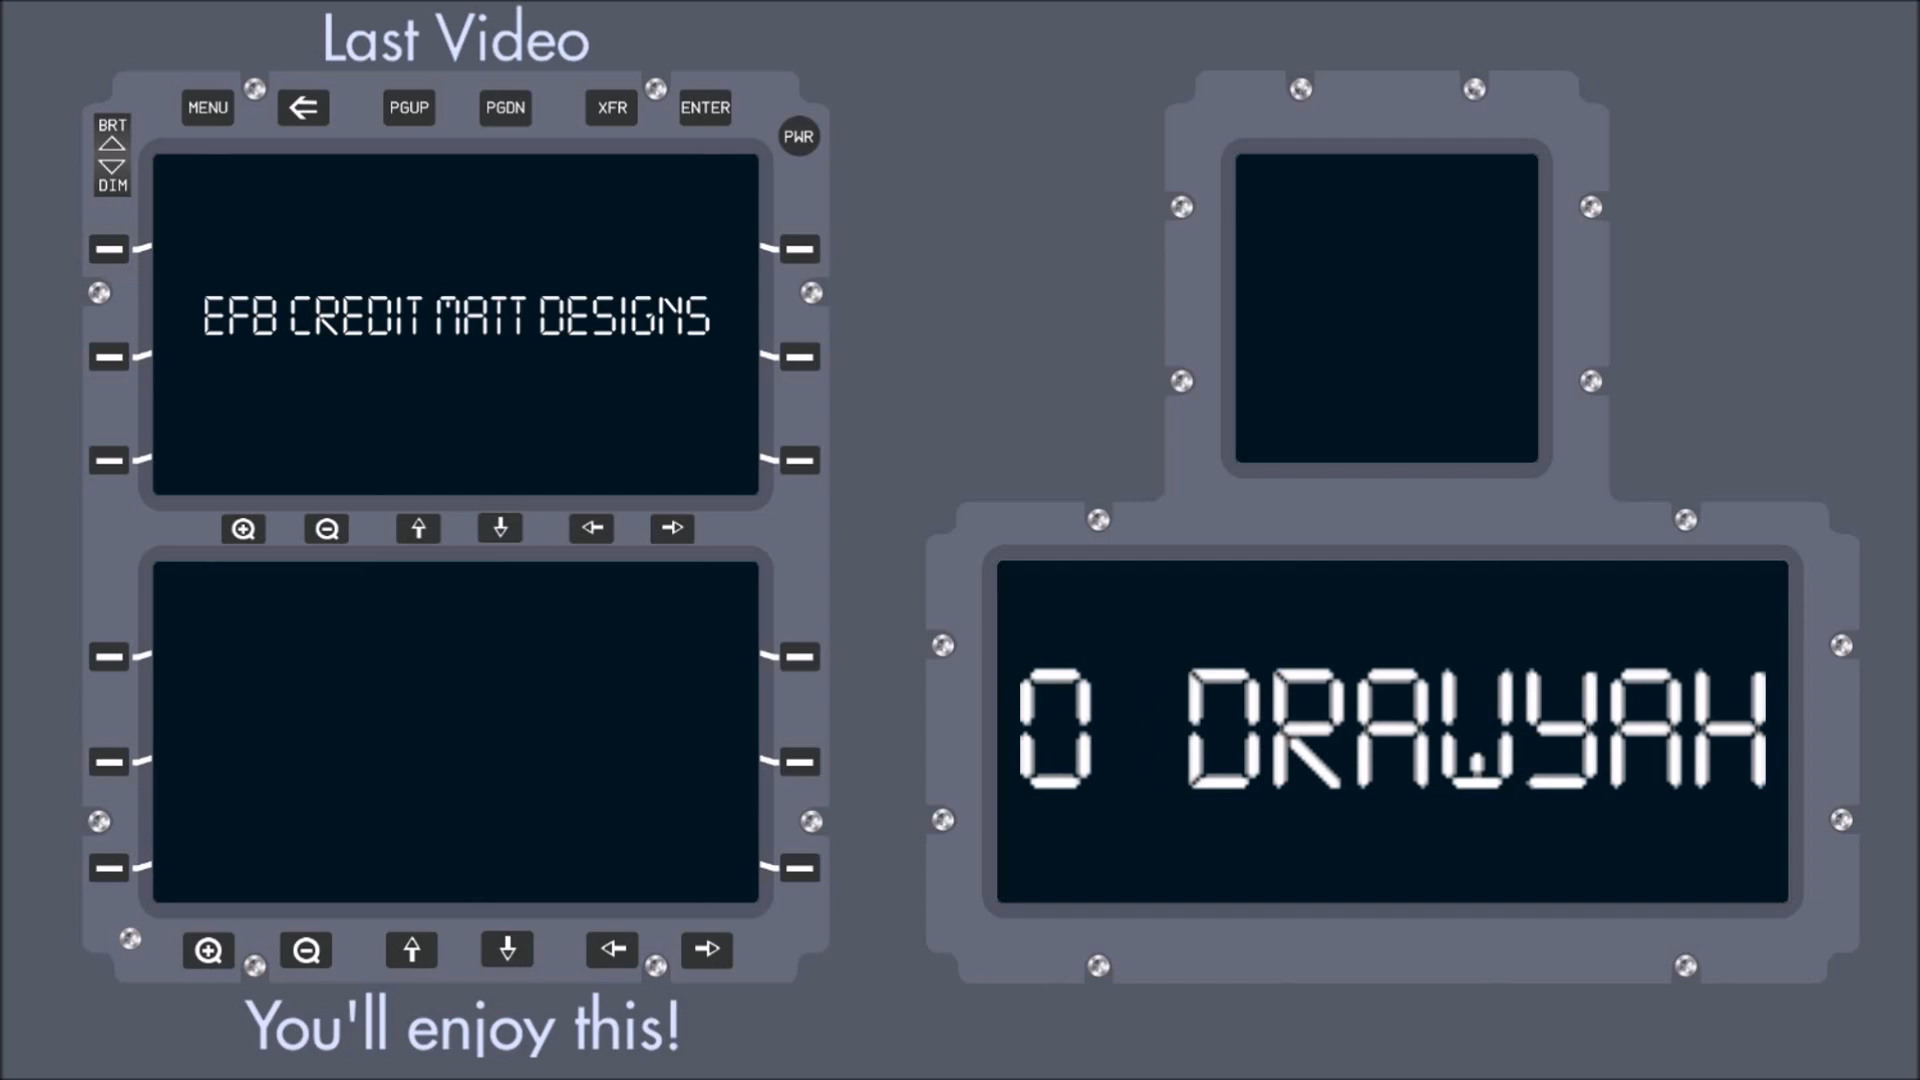 Last Video
MENU PGUP PGDN XFR ENTER
BRT
DIM
PWR
EFB CREDIT MATT DESIGNS
O DRAWYAH
You'll enjoy this!